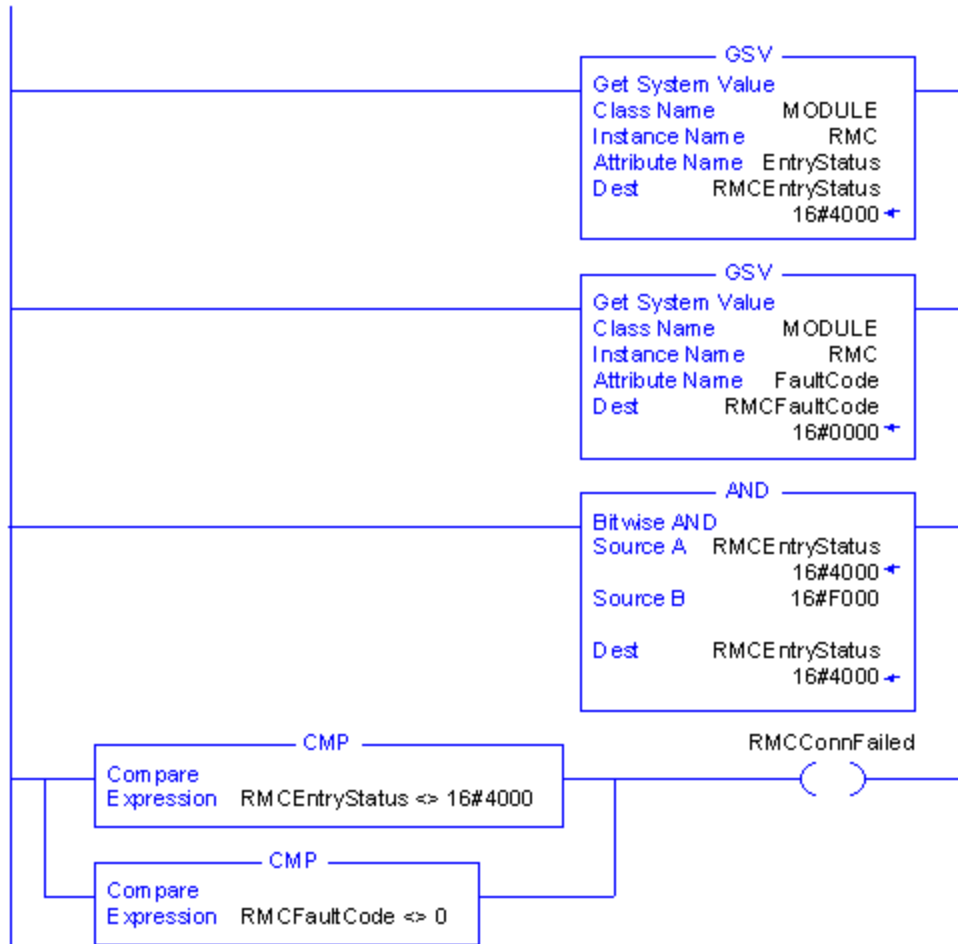 GSV
Get System Value
Class Name MODULE
Instance Name RMC
Attribute Name EntryStatus
Dest RMCEntryStatus
16#4000
GSV
Get System Value
Class Name MODULE
Instance Name RMC
Attribute Name FaultCode
Dest RMCFaultCode
16#0000
AND
Bitwise AND
Source A RMCEntryStatus
16#4000
Source B 16#F000
Dest RMCEntryStatus
16#4000
CMP
Compare
Expression RMCEntryStatus <> 16#4000
RMCConnFailed
CMP
Compare
Expression RMCFaultCode <> 0